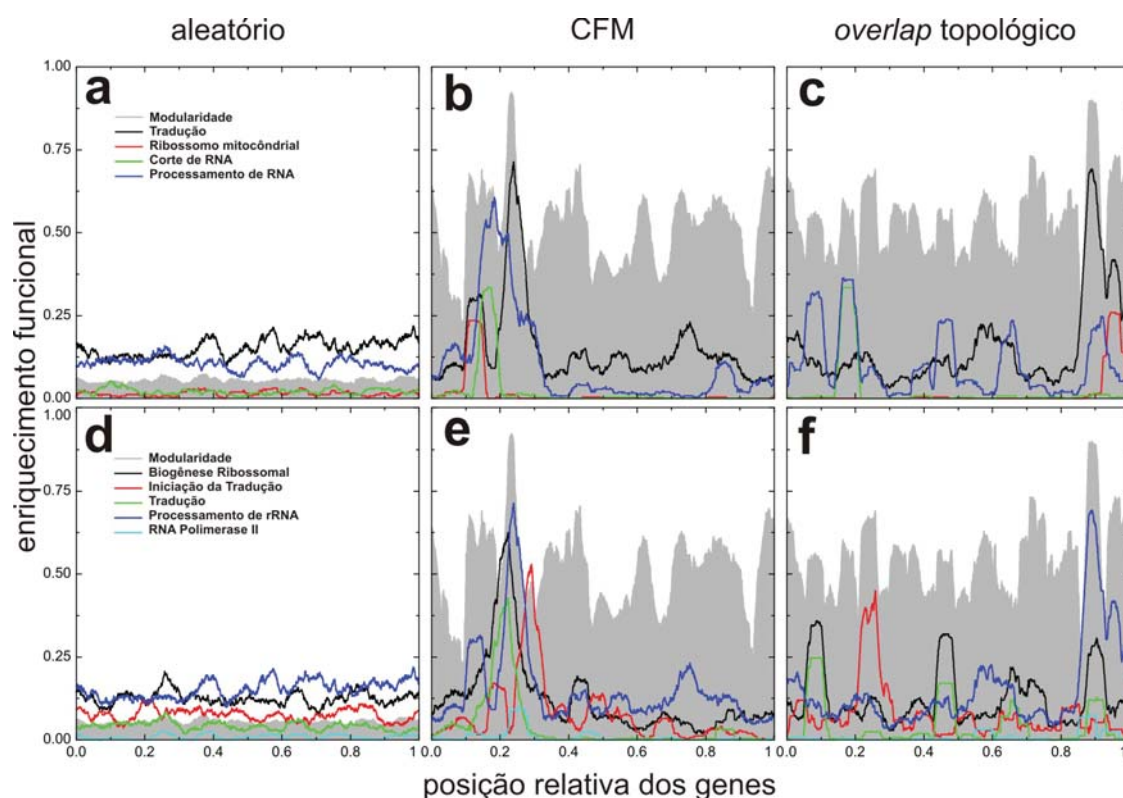 aleatório
CFM
overlap topológico
enriquecimento funcional
1.00
0.75
0.50
0.25
0.00
a
Modularidade
Tradução
Ribossomo mitocôndrial
Corte de RNA
Processamento de RNA
b
c
1.00
0.75
0.50
0.25
0.00
d
Modularidade
Biogênese Ribossomal
Iniciação da Tradução
Tradução
Processamento de rRNA
RNA Polimerase II
e
f
0.0 0.2 0.4 0.6 0.8 1.0
0.2 0.4 0.6 0.8 1.0
0.2 0.4 0.6 0.8
posição relativa dos genes